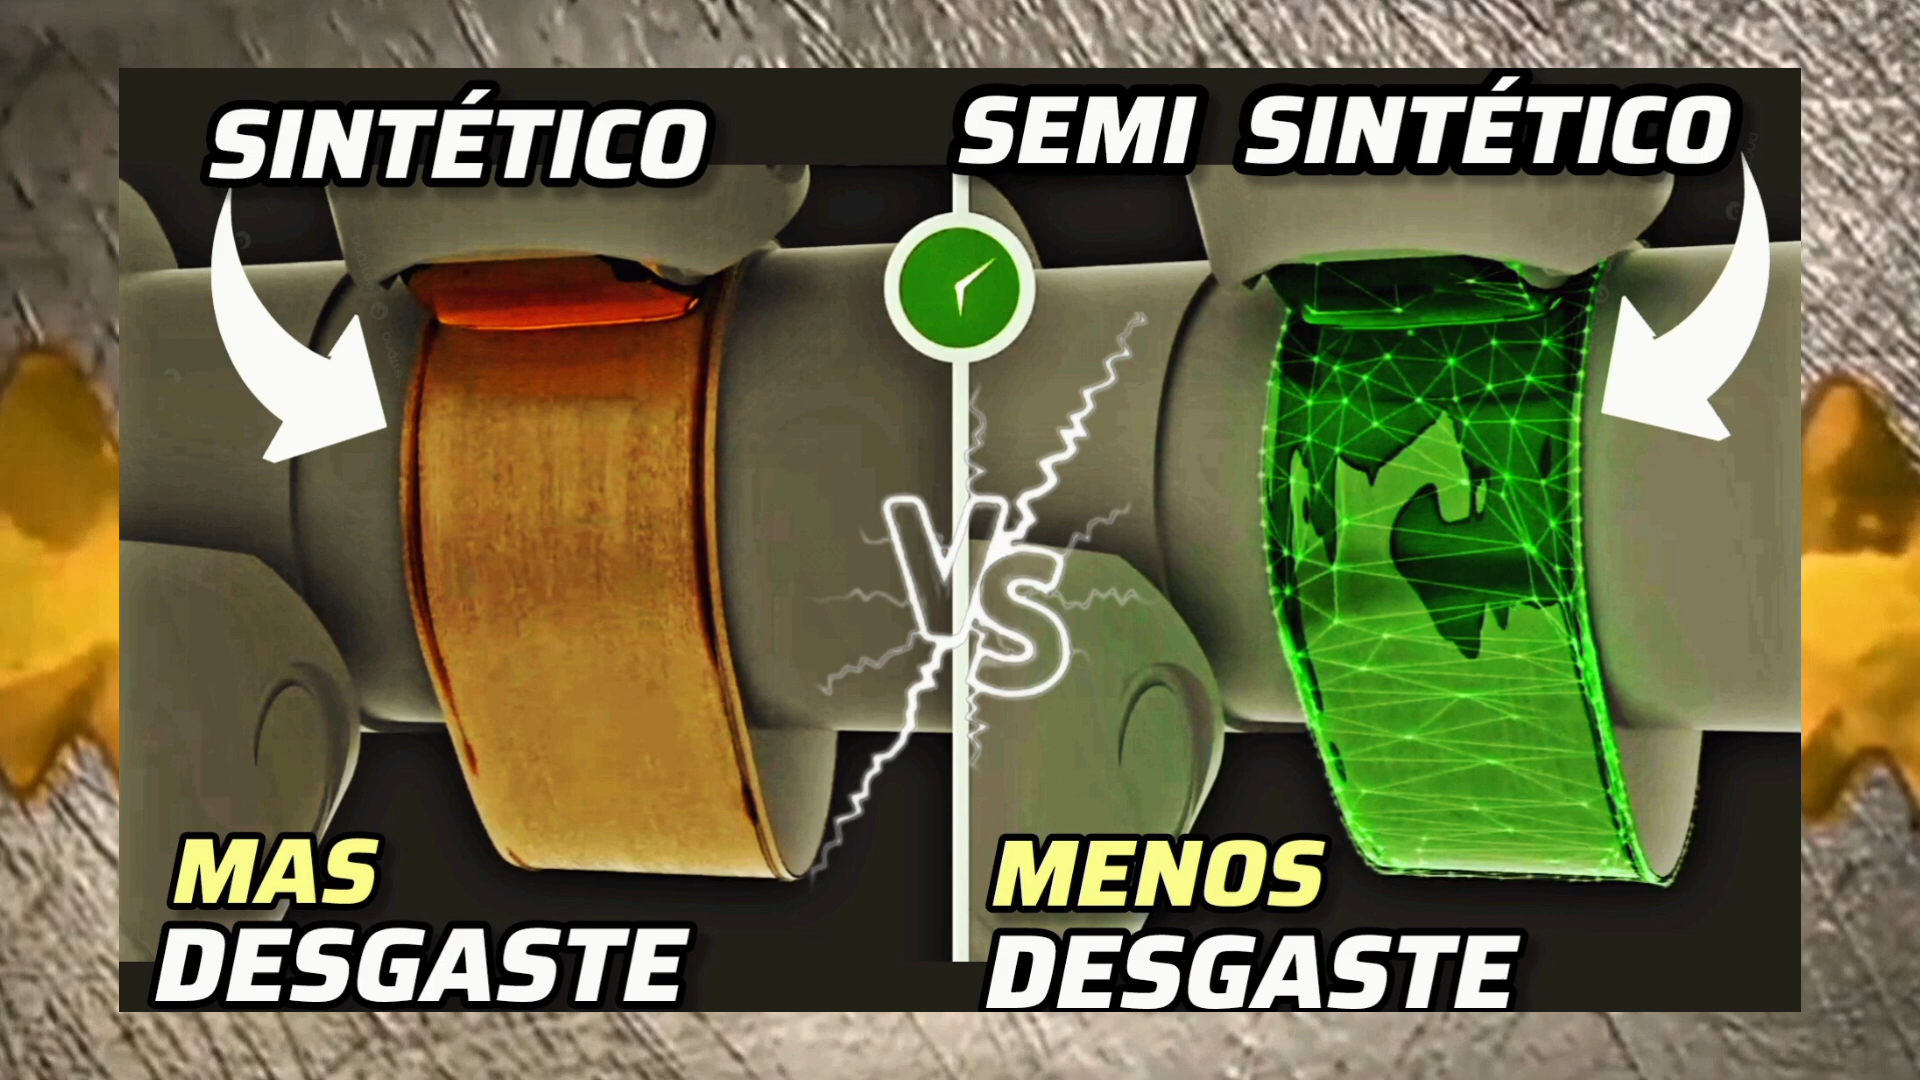 SINTÉTICO
SEMI SINTÉTICO
VS
MAS
DESGASTE
MENOS
DESGASTE